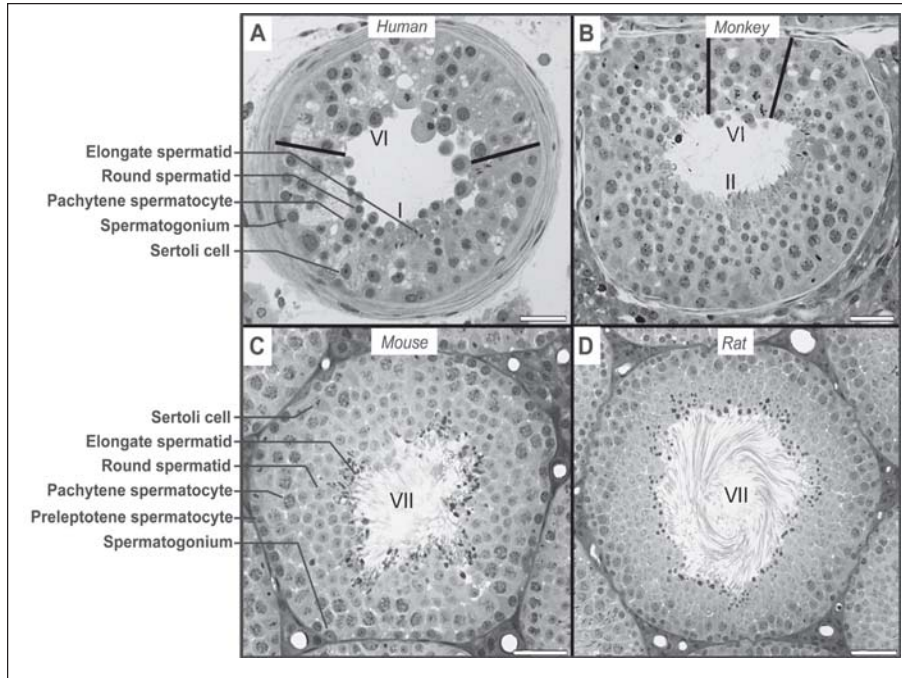 A
Human
B
Monkey
VI
VI
Elongate spermatid
Round spermatid
II
Pachytene spermatocyte
I
Spermatogonium
Sertoli cell
C
Mouse
D
Rat
Sertoli cell
Elongate spermatid
Round spermatid
Pachytene spermatocyte
VII
VII
Preleptotene spermatocyte
Spermatogonium